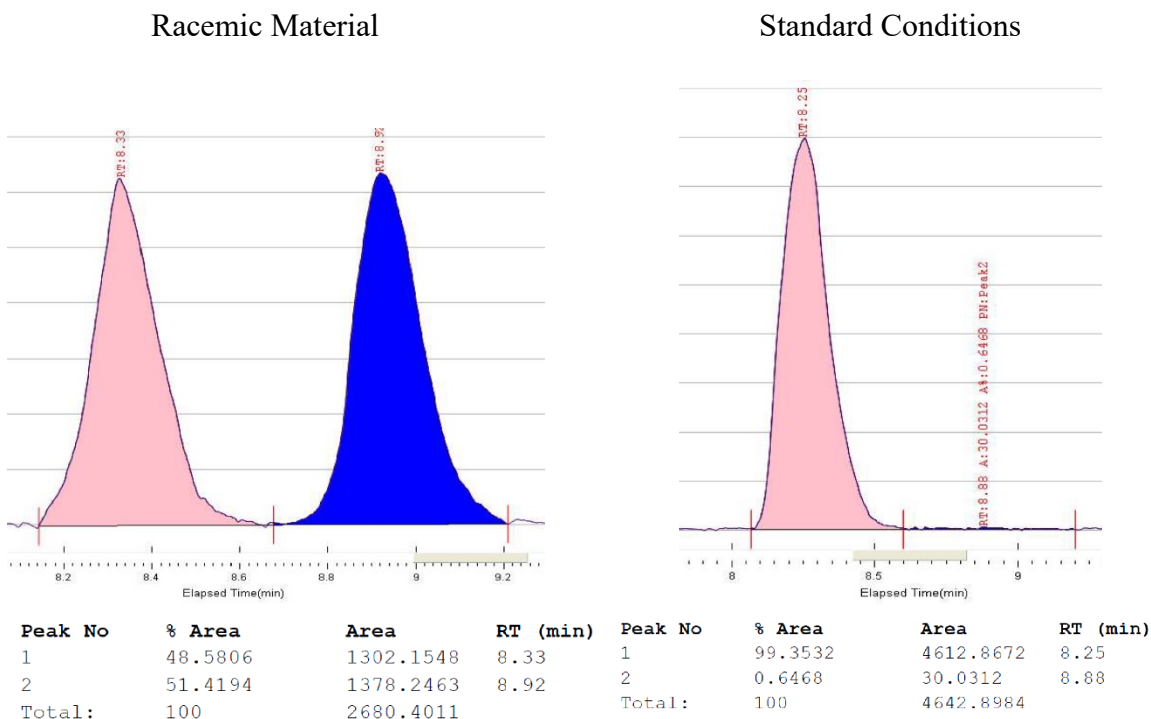 Racemic Material
RT:8.33
RT:8.92
8.2 8.4 8.6 8.8 9 9.2
Elapsed Time(min)
Peak No % Area Area RT (min)
1 48.5806 1302.1548 8.33
2 51.4194 1378.2463 8.92
Total: 100 2680.4011
Standard Conditions
RT:8.25
RT:8.88 A:30.0312 A%:0.6468 PN:Peak2
8 8.5 9
Elapsed Time(min)
Peak No % Area Area RT (min)
1 99.3532 4612.8672 8.25
2 0.6468 30.0312 8.88
Total: 100 4642.8984